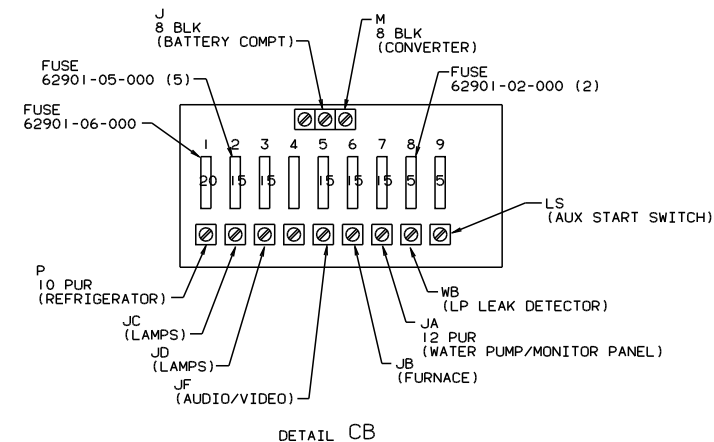 J
8 BLK
(BATTERY COMPT)
M
8 BLK
(CONVERTER)
FUSE
62901-05-000 (5)
FUSE
62901-02-000 (2)
FUSE
62901-06-000
1 2 3 4 5 6 7 8 9
20 15 15 15 15 15 5 5
LS
(AUX START SWITCH)
P
10 PUR
(REFRIGERATOR)
WB
(LP LEAK DETECTOR)
JC
(LAMPS)
JA
12 PUR
(WATER PUMP/MONITOR PANEL)
JD
(LAMPS)
JB
(FURNACE)
JF
(AUDIO/VIDEO)
DETAIL CB